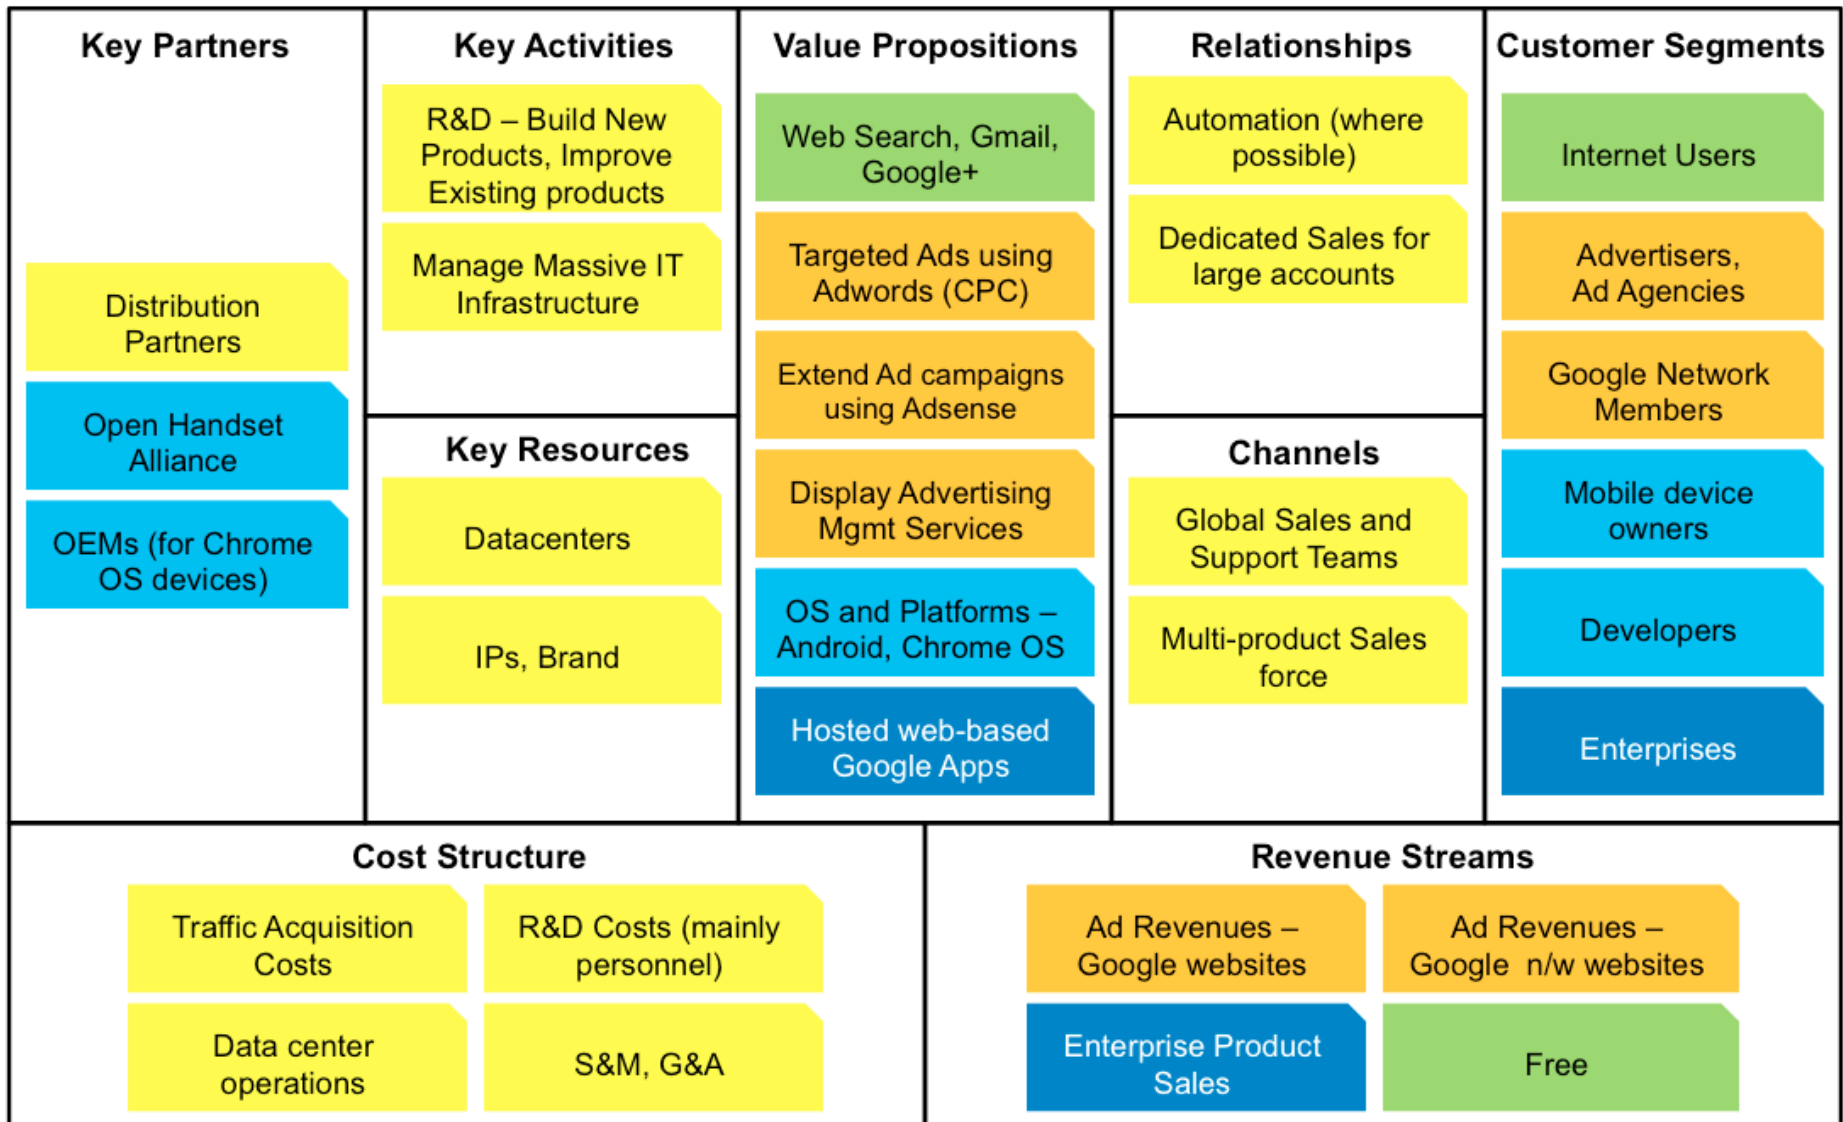 Key Partners
Distribution
Partners
Open Handset
Alliance
OEMs (for Chrome
OS devices)
Key Activities
R&D – Build New
Products, Improve
Existing products
Manage Massive IT
Infrastructure
Key Resources
Datacenters
IPs, Brand
Value Propositions
Web Search, Gmail,
Google+
Targeted Ads using
Adwords (CPC)
Extend Ad campaigns
using Adsense
Display Advertising
Mgmt Services
OS and Platforms –
Android, Chrome OS
Hosted web-based
Google Apps
Relationships
Automation (where
possible)
Dedicated Sales for
large accounts
Channels
Global Sales and
Support Teams
Multi-product Sales
force
Customer Segments
Internet Users
Advertisers,
Ad Agencies
Google Network
Members
Mobile device
owners
Developers
Enterprises
Cost Structure
Traffic Acquisition
Costs
R&D Costs (mainly
personnel)
Data center
operations
S&M, G&A
Revenue Streams
Ad Revenues –
Google websites
Ad Revenues –
Google n/w websites
Enterprise Product
Sales
Free